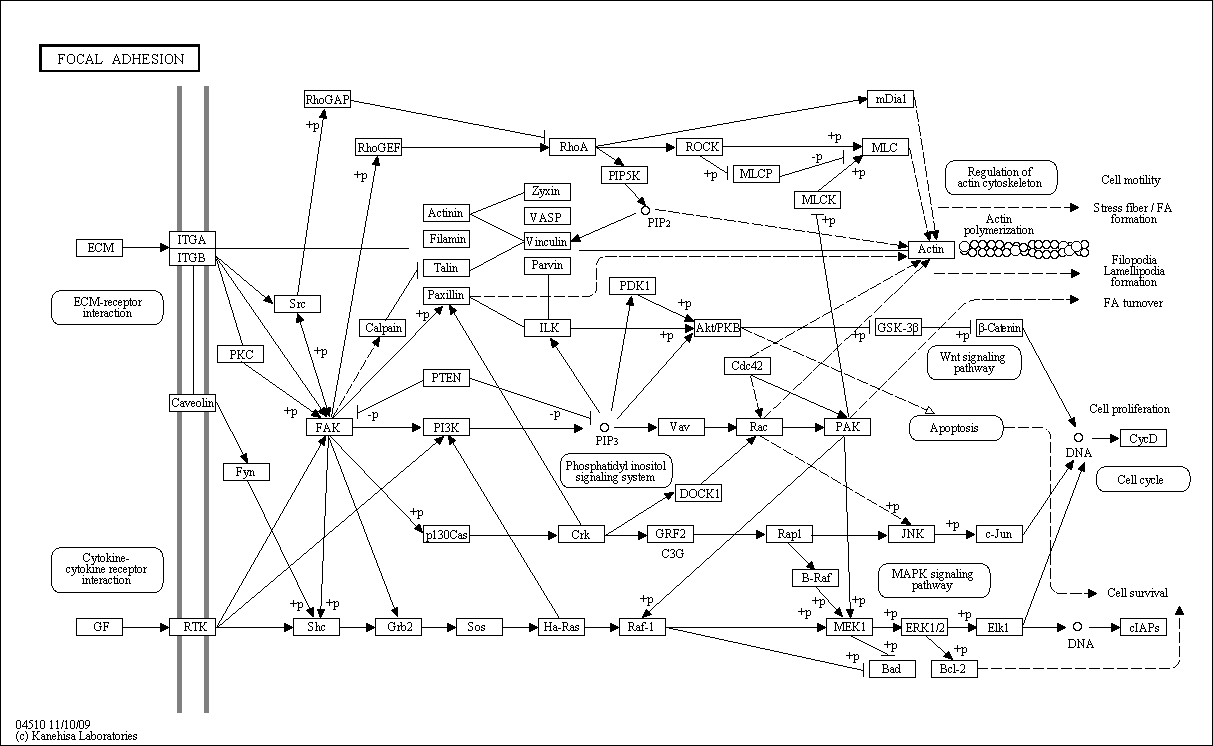 FOCAL ADHESION
RhoGAP
mDia1
+p
RhoGEF
RhoA
ROCK
+p
MLC
-p
+p
+p
+p
PIP5K
MLCP
Regulation of
actin cytoskeleton
Cell motility
Zyxin
MLCK
Actinin
VASP
PIP2
+p
Stress fiber / FA
formation
Actin
polymerization
ECM
ITGA
ITGB
Filamin
Vinculin
Actin
Talin
Parvin
Filopodia
Lamellipodia
formation
ECM-receptor
interaction
Src
Paxillin
PDK1
+p
FA turnover
+p
Calpain
ILK
+p
Akt/PKB
GSK-3β
+p
β-Catenin
+p
+p
PKC
Cdc42
Wnt signaling
pathway
PTEN
Caveolin
+p
-p
-p
Cell proliferation
FAK
PI3K
PIP3
Vav
Rac
PAK
Apoptosis
DNA
CycD
Fyn
Phosphatidyl inositol
signaling system
DOCK1
Cell cycle
+p
+p
p130Cas
Crk
GRF2
C3G
Rap1
JNK
+p
c-Jun
Cytokine-
cytokine receptor
interaction
B-Raf
MAPK signaling
pathway
Cell survival
+p
+p
+p
+p
+p
+p
+p
+p
GF
RTK
Shc
Grb2
Sos
Ha-Ras
Raf-1
MEK1
ERK1/2
Elk1
DNA
cIAPs
+p
+p
+p
Bad
Bcl-2
04510 11/10/09
(c) Kanehisa Laboratories